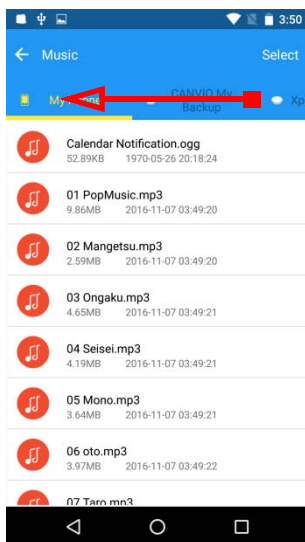 3:50
Music
Select
My Phone
CANVIO My
Backup
Xp
Calendar Notification.ogg
52.89KB 1970-05-26 20:18:24
01 PopMusic.mp3
9.86MB 2016-11-07 03:49:20
02 Mangetsu.mp3
2.59MB 2016-11-07 03:49:20
03 Ongaku.mp3
4.65MB 2016-11-07 03:49:21
04 Seisei.mp3
4.19MB 2016-11-07 03:49:21
05 Mono.mp3
3.64MB 2016-11-07 03:49:21
06 oto.mp3
3.97MB 2016-11-07 03:49:22
07 Taro.mp3